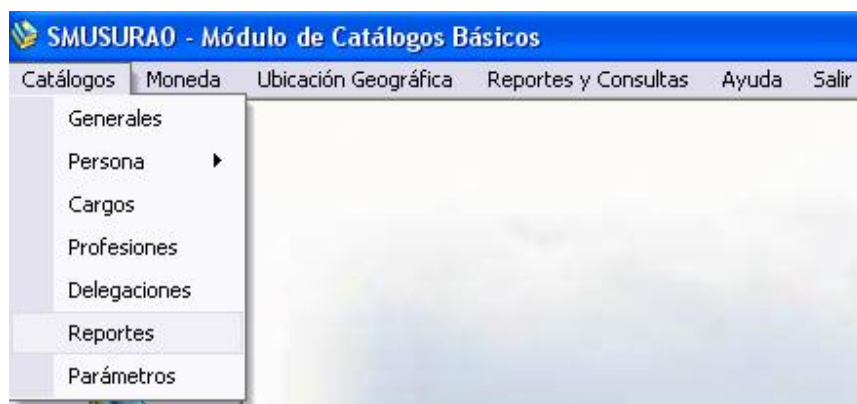 SMUSURA0 - Módulo de Catálogos Básicos
Catálogos Moneda Ubicación Geográfica Reportes y Consultas Ayuda Salir
Generales
Persona
Cargos
Profesiones
Delegaciones
Reportes
Parámetros